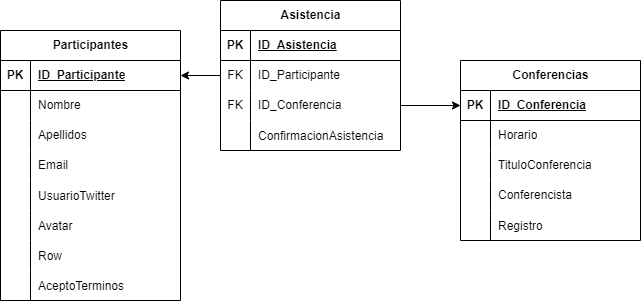 Participantes
PK ID_Participante
Nombre
Apellidos
Email
UsuarioTwitter
Avatar
Row
AceptoTerminos
Asistencia
PK ID_Asistencia
FK ID_Participante
FK ID_Conferencia
ConfirmacionAsistencia
Conferencias
PK ID_Conferencia
Horario
TituloConferencia
Conferencista
Registro